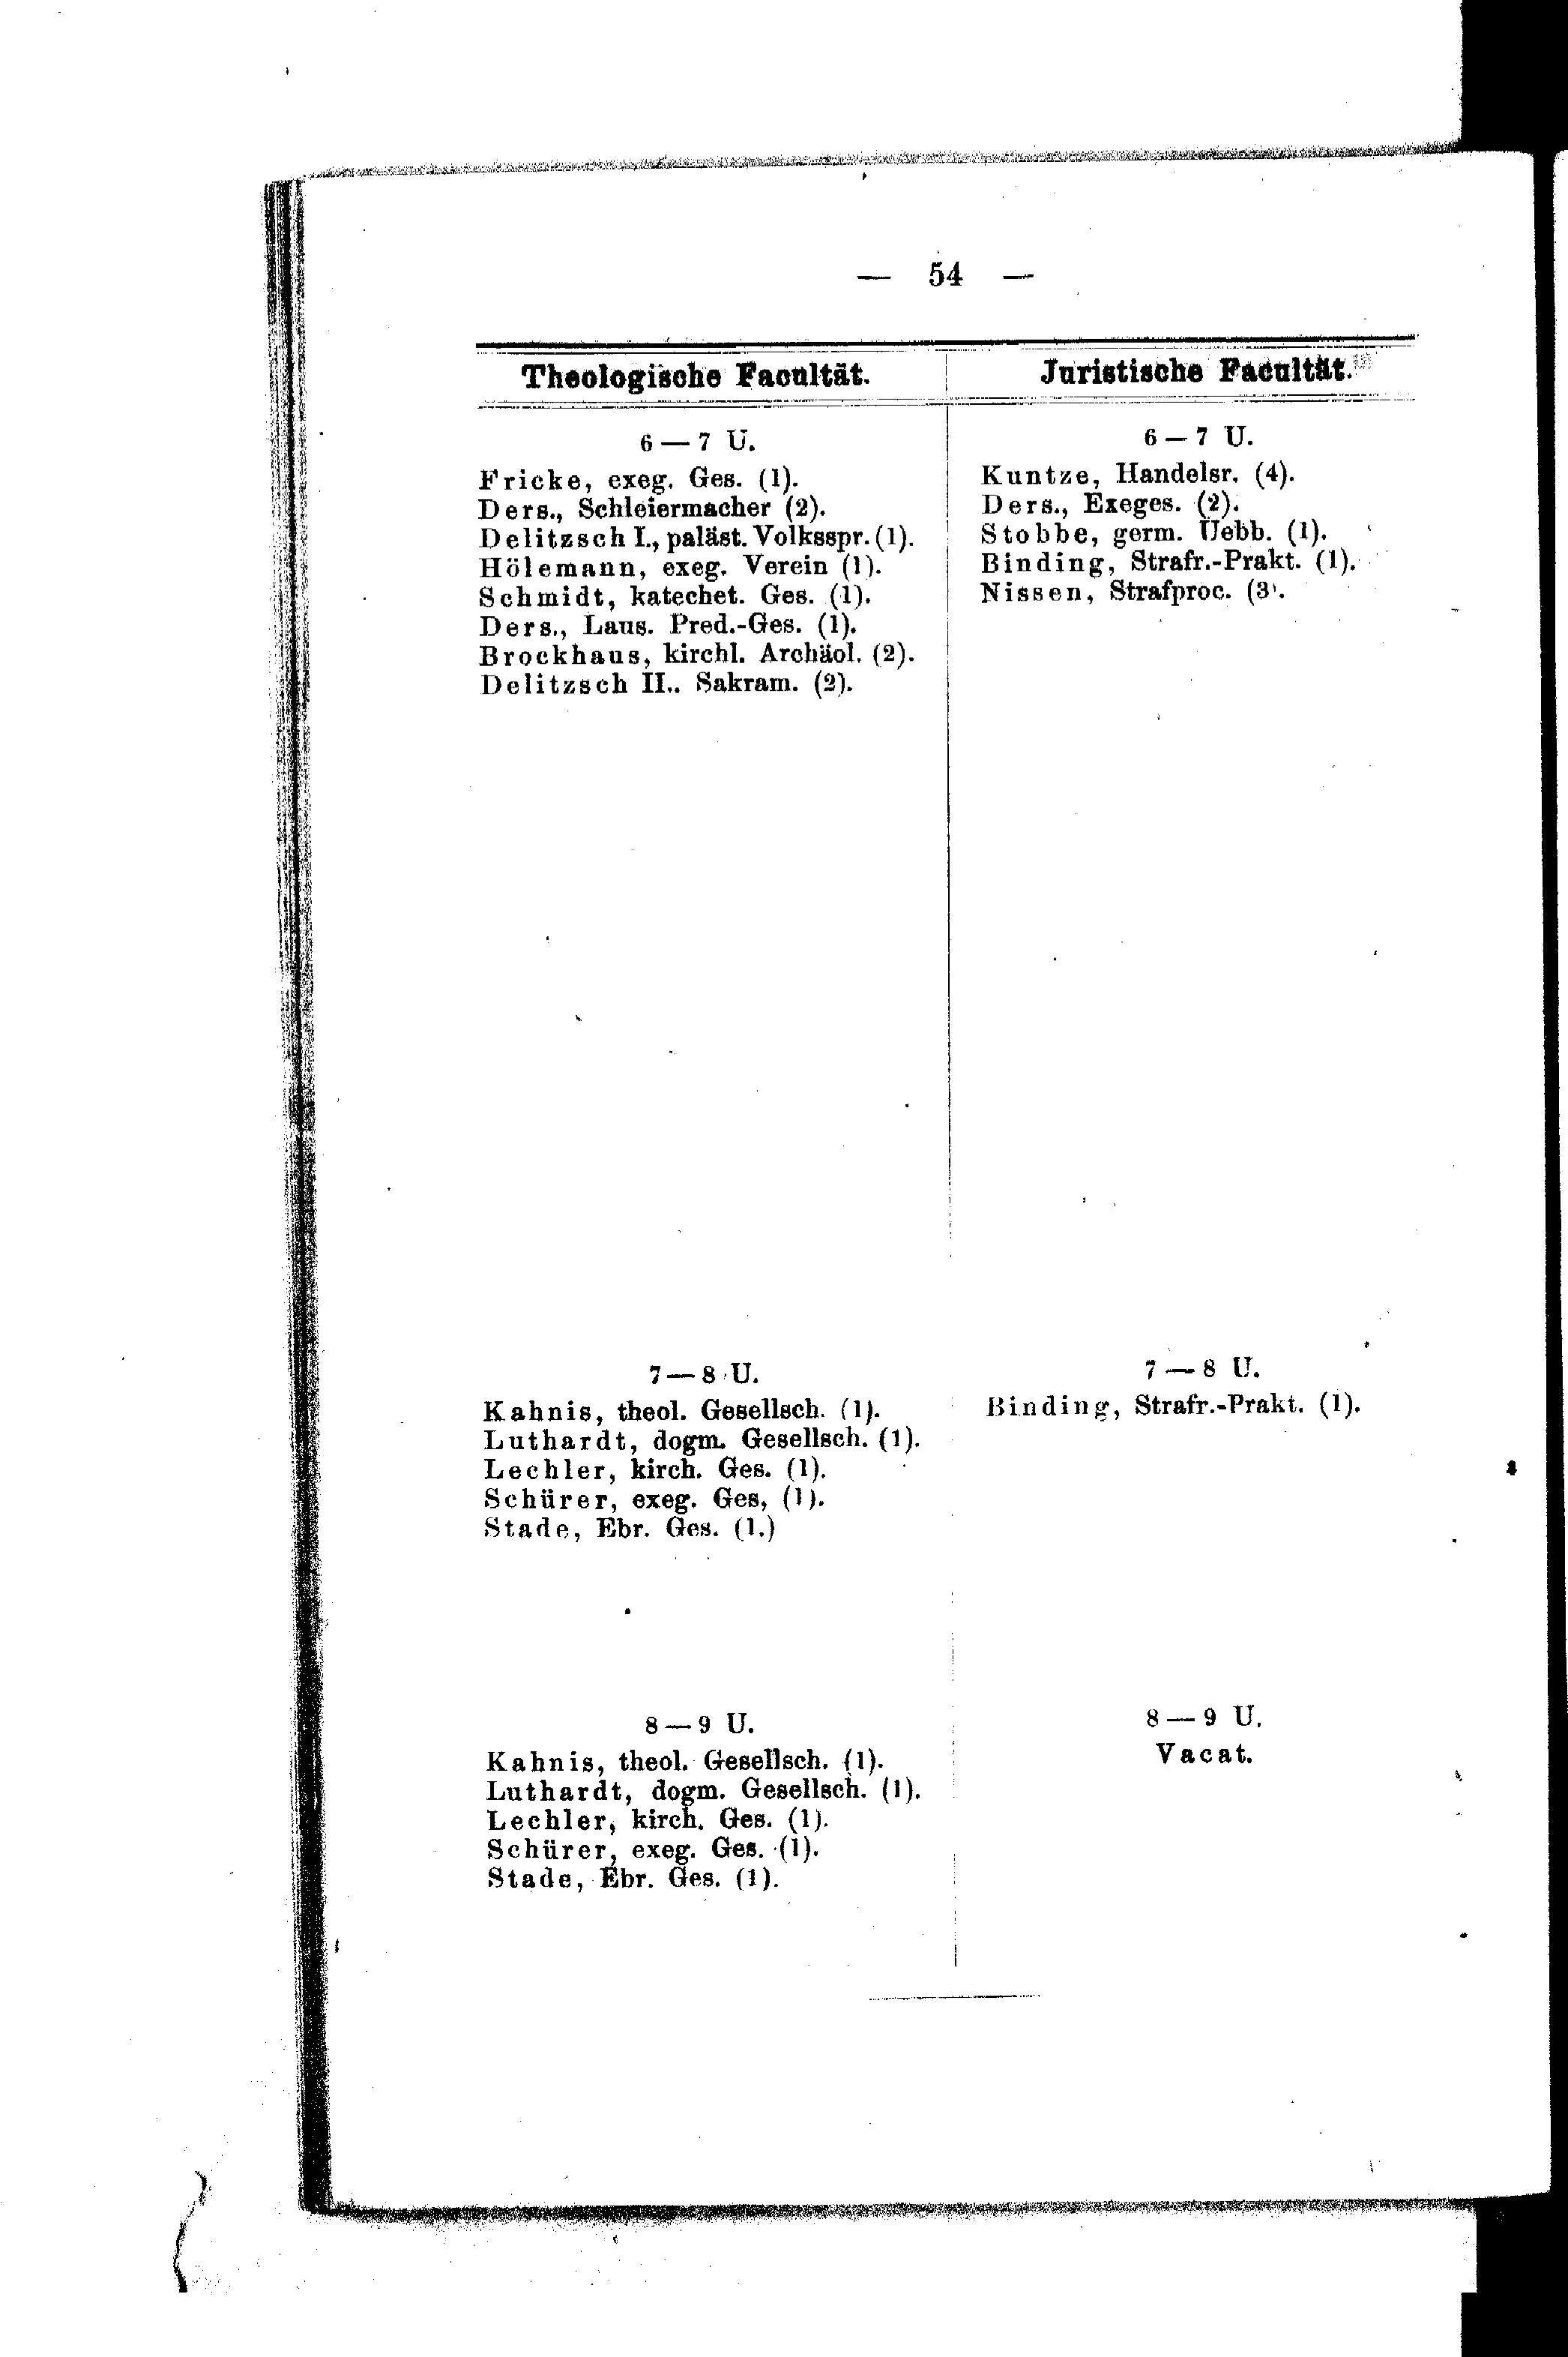 — 54 —
Theologische Facultät.
6 — 7 U.
Fricke, exeg. Ges. (1).
Ders., Schleiermacher (2).
Delitzsch I., paläst. Volksspr. (1).
Hölemann, exeg. Verein (1).
Schmidt, katechet. Ges. (1).
Ders., Laus. Pred.-Ges. (1).
Brockhaus, kirchl. Archäol. (2).
Delitzsch II.. Sakram. (2).
7 — 8 U.
Kahnis, theol. Gesellsch. (1).
Luthardt, dogm. Gesellsch. (1).
Lechler, kirch. Ges. (1).
Schürer, exeg. Ges, (1).
Stade, Ebr. Ges. (1.)
8 — 9 U.
Kahnis, theol. Gesellsch. (1).
Luthardt, dogm. Gesellsch. (1).
Lechler, kirch. Ges. (1).
Schürer, exeg. Ges. (1).
Stade, Ebr. Ges. (1).
Juristische Facultät.
6 — 7 U.
Kuntze, Handelsr. (4).
Ders., Exeges. (2).
Stobbe, germ. Uebb. (1).
Binding, Strafr.-Prakt. (1).
Nissen, Strafproc. (3).
7 — 8 U.
Binding, Strafr.-Prakt. (1).
8 — 9 U.
Vacat.